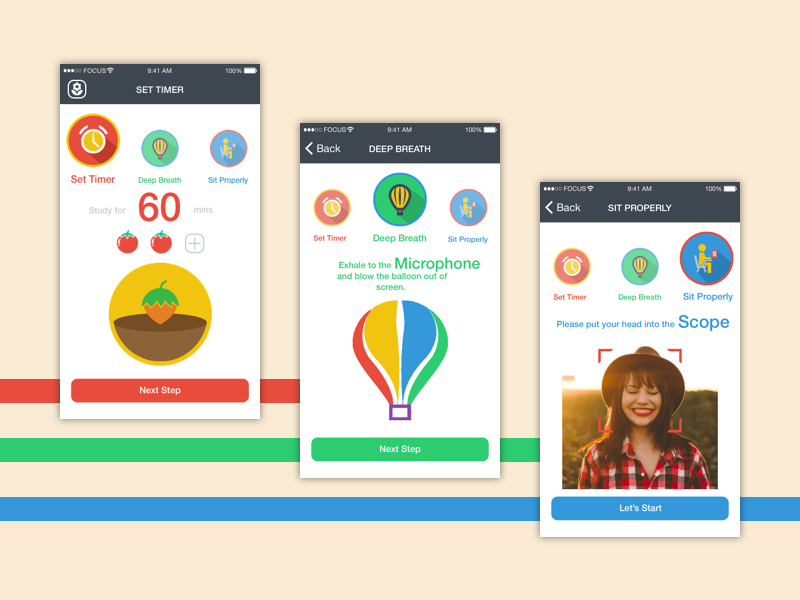 FOCUS 9:41 AM 100%
SET TIMER
Set Timer
Deep Breath
Sit Properly
Study for 60 mins
Next Step
FOCUS 9:41 AM 100%
Back DEEP BREATH
Set Timer
Deep Breath
Sit Properly
Exhale to the Microphone
and blow the balloon out of
screen.
Next Step
FOCUS 9:41 AM 100%
Back SIT PROPERLY
Set Timer
Deep Breath
Sit Properly
Please put your head into the Scope
Let's Start